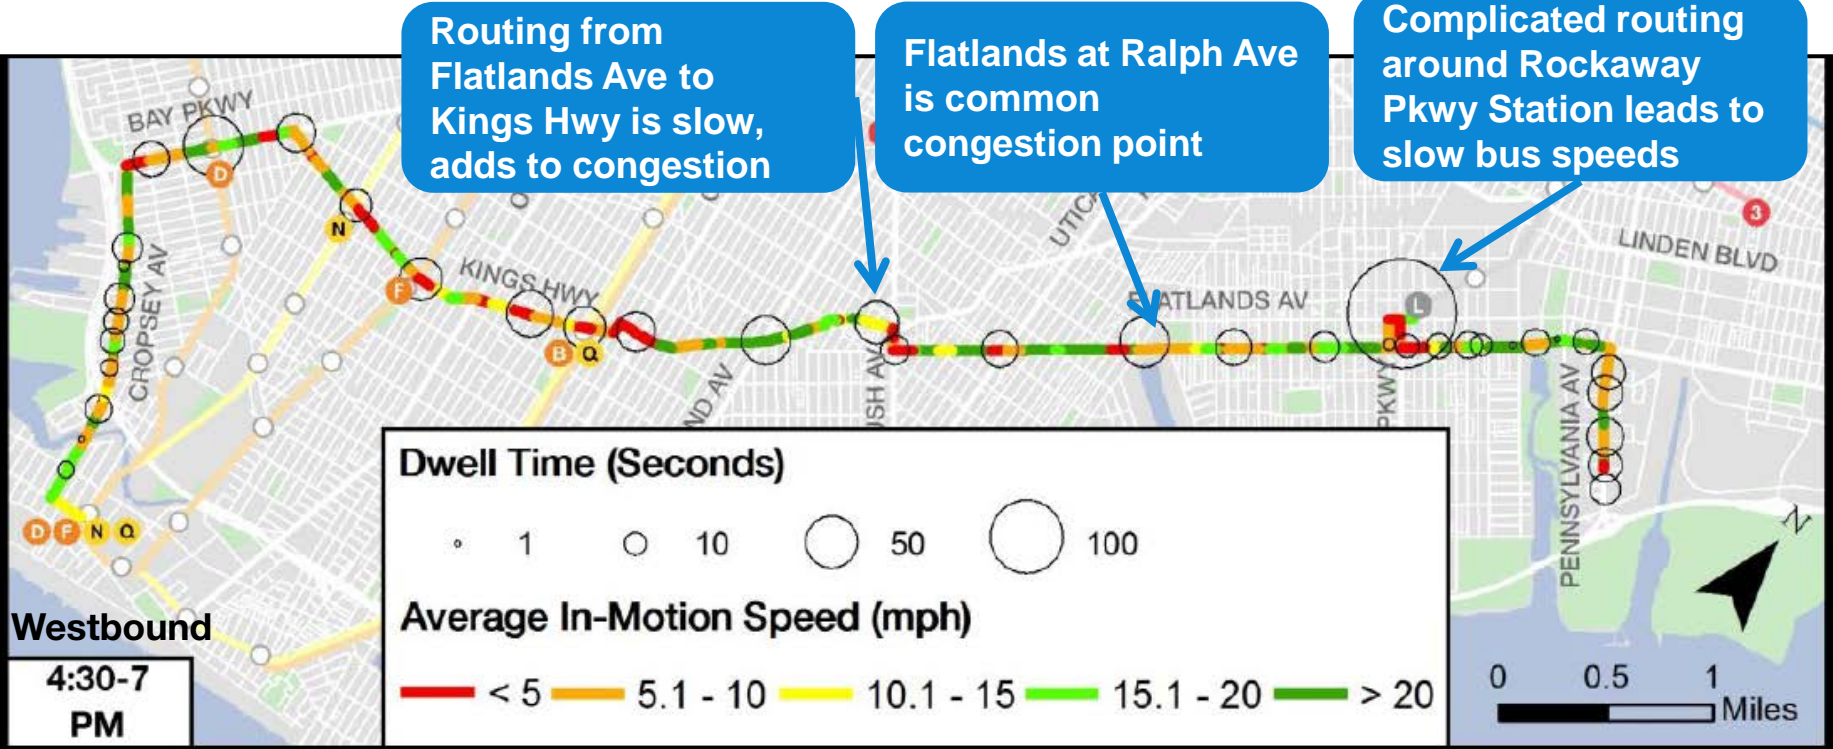 Routing from
Flatlands Ave to
Kings Hwy is slow,
adds to congestion
Flatlands at Ralph Ave
is common
congestion point
Complicated routing
around Rockaway
Pkwy Station leads to
slow bus speeds
BAY PKWY
D
N
F
KINGS HWY
B Q
CROPSEY AV
D F N Q
UTICA
LINDEN BLVD
3
L
PENNSYLVANIA AV
PKWY
N
Westbound
4:30-7
PM
Dwell Time (Seconds)
1 10 50 100
Average In-Motion Speed (mph)
< 5 5.1 - 10 10.1 - 15 15.1 - 20 > 20
0 0.5 1
Miles